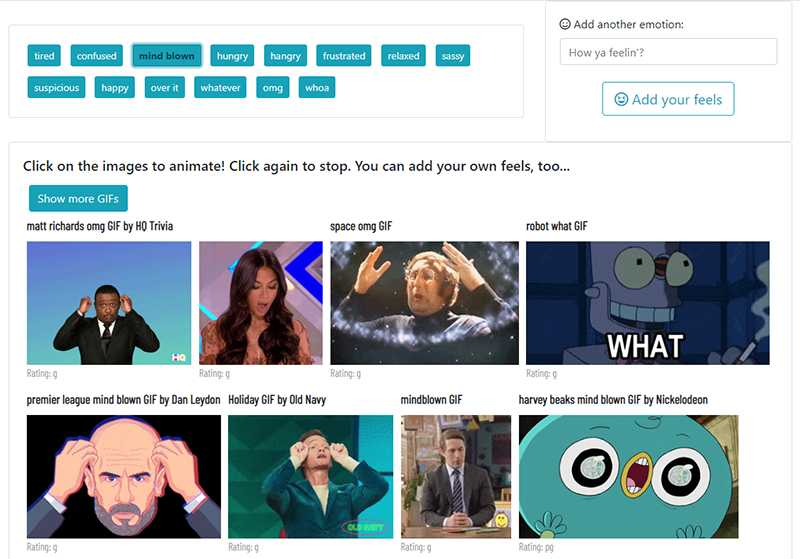 tired confused mind blown hungry hangry frustrated relaxed sassy
suspicious happy over it whatever omg whoa
Add another emotion:
How ya feelin'?
Add your feels
Click on the images to animate! Click again to stop. You can add your own feels, too...
Show more GIFs
matt richards omg GIF by HQ Trivia
space omg GIF
robot what GIF
HQ
WHAT
Rating: g
Rating: g
Rating: g
Rating: g
premier league mind blown GIF by Dan Leydon
Holiday GIF by Old Navy
mindblown GIF
harvey beaks mind blown GIF by Nickelodeon
OLD NAVY
Rating: g
Rating: g
Rating: g
Rating: pg